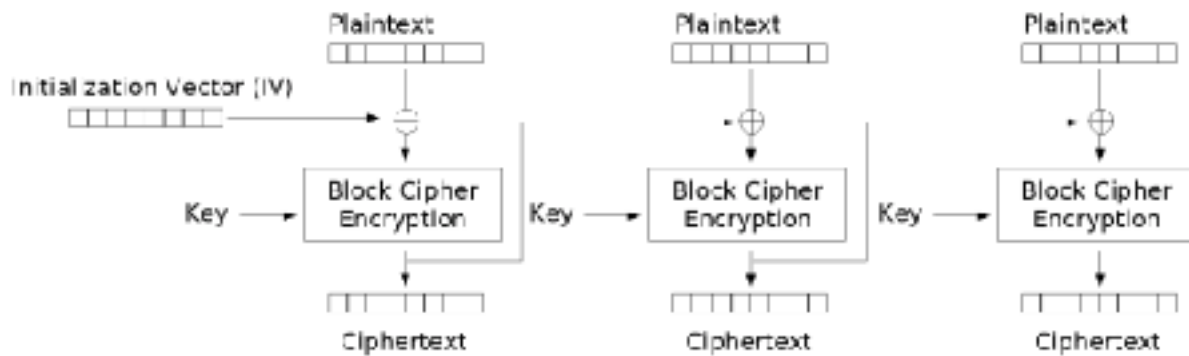 Plaintext
Plaintext
Plaintext
Initialization Vector (IV)
Key
Block Cipher
Encryption
Key
Block Cipher
Encryption
Key
Block Cipher
Encryption
Ciphertext
Ciphertext
Ciphertext